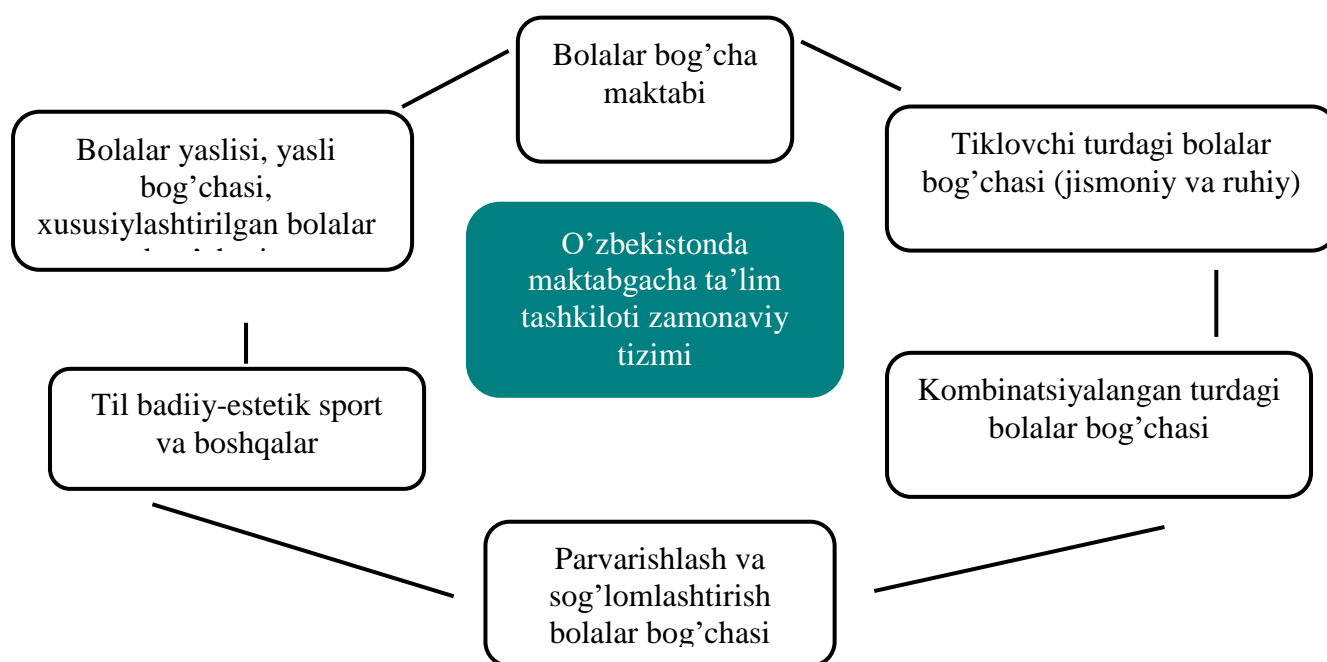 Bolalar bog’cha
maktabi
Bolalar yaslisi, yasli
bog’chasi,
xususiylashtirilgan bolalar
Tiklovchi turdagi bolalar
bog’chasi (jismoniy va ruhiy)
O’zbekistonda
maktabgacha ta’lim
tashkiloti zamonaviy
tizimi
Til badiiy-estetik sport
va boshqalar
Kombinatsiyalangan turdagi
bolalar bog’chasi
Parvarishlash va
sog’lomlashtirish
bolalar bog’chasi